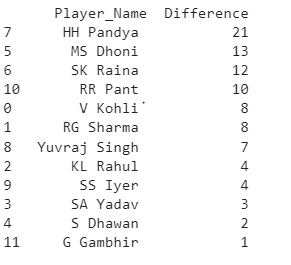 Player_Name Difference
7 HH Pandya 21
5 MS Dhoni 13
6 SK Raina 12
10 RR Pant 10
0 V Kohli 8
1 RG Sharma 8
8 Yuvraj Singh 7
2 KL Rahul 4
9 SS Iyer 4
3 SA Yadav 3
4 S Dhawan 2
11 G Gambhir 1